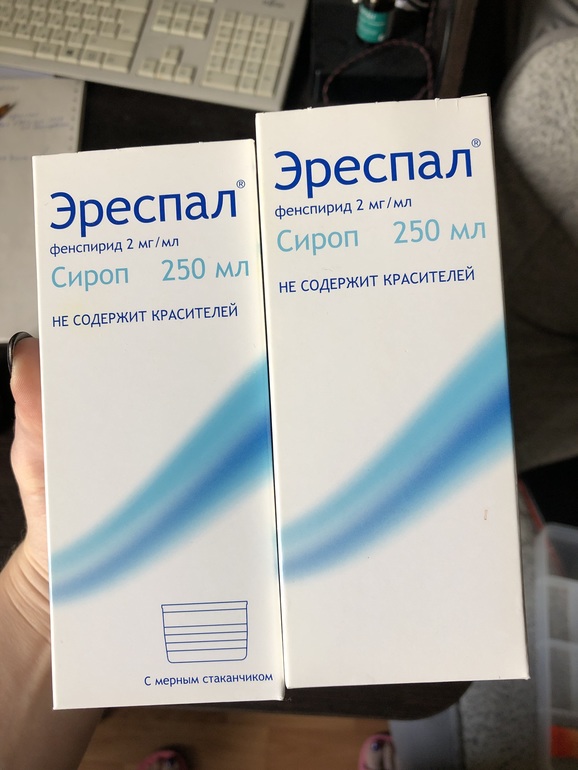 Эреспал®
фенспирид 2 мг/мл
Сироп 250 мл
НЕ СОДЕРЖИТ КРАСИТЕЛЕЙ
С мерным стаканчиком
Эреспал®
фенспирид 2 мг/мл
Сироп 250 мл
НЕ СОДЕРЖИТ КРАСИТЕЛЕЙ